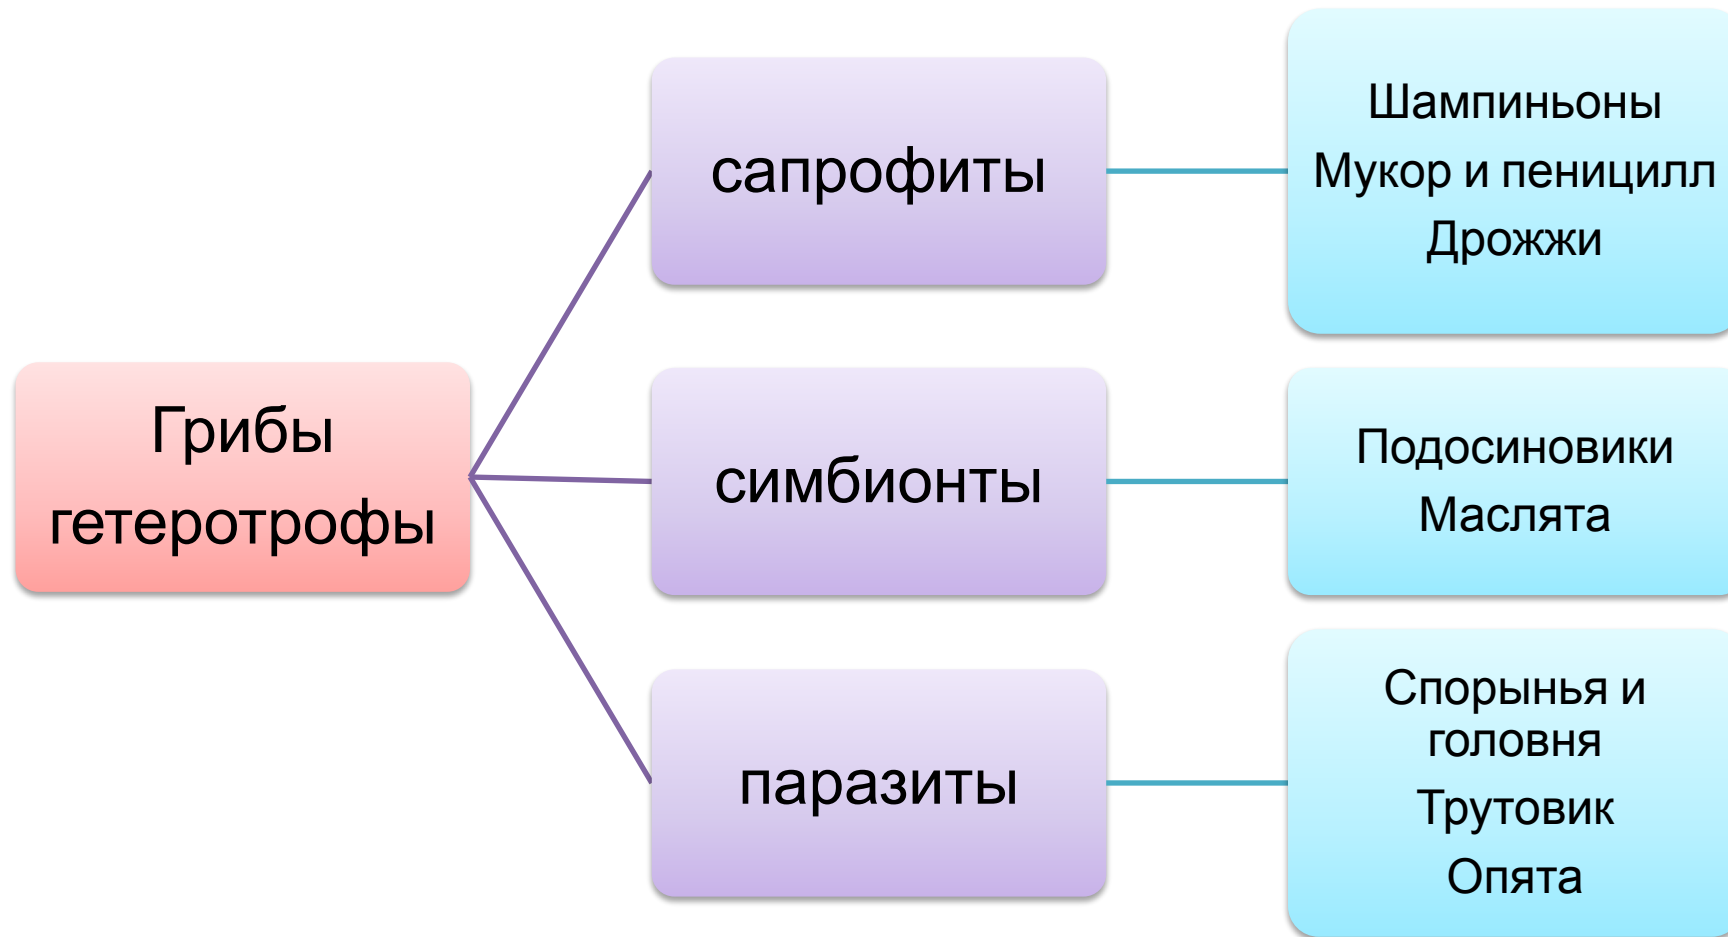 Грибы
гетеротрофы
сапрофиты
Шампиньоны
Мукор и пеницилл
Дрожжи
симбионты
Подосиновики
Маслята
паразиты
Спорынья и
головня
Трутовик
Опята